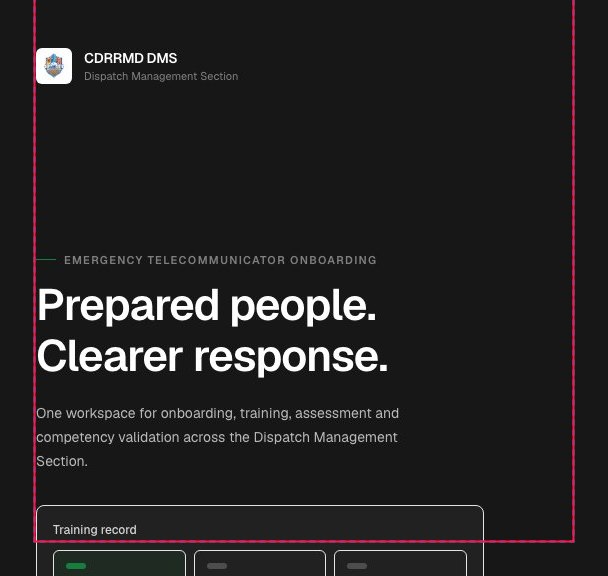 CDRRMD DMS
Dispatch Management Section
EMERGENCY TELECOMMUNICATOR ONBOARDING
Prepared people.
Clearer response.
One workspace for onboarding, training, assessment and
competency validation across the Dispatch Management
Section.
Training record